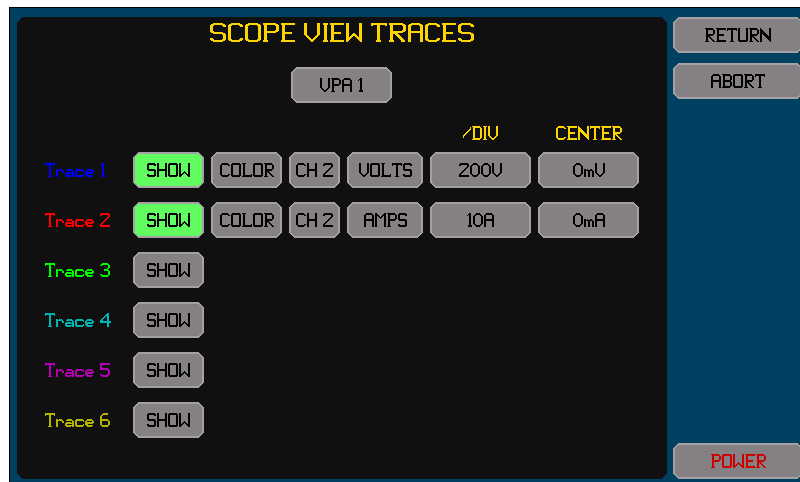 SCOPE VIEW TRACES
RETURN
VPA 1
ABORT
/DIV CENTER
Trace 1 SHOW COLOR CH 2 VOLTS 200V 0mV
Trace 2 SHOW COLOR CH 2 AMPS 10A 0mA
Trace 3 SHOW
Trace 4 SHOW
Trace 5 SHOW
Trace 6 SHOW
POWER